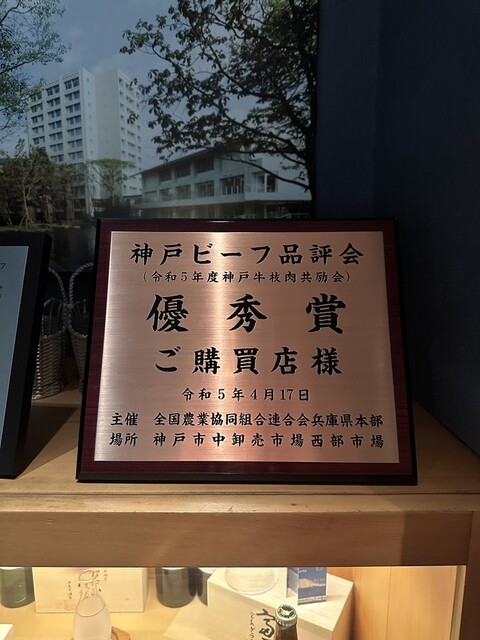 神戸ビーフ品評会
(令和5年度神戸牛枝肉共励会)
優秀賞
ご購買店様
令和5年4月17日
主催 全国農業協同組合連合会兵庫県本部
場所 神戸市中卸売市場西部市場